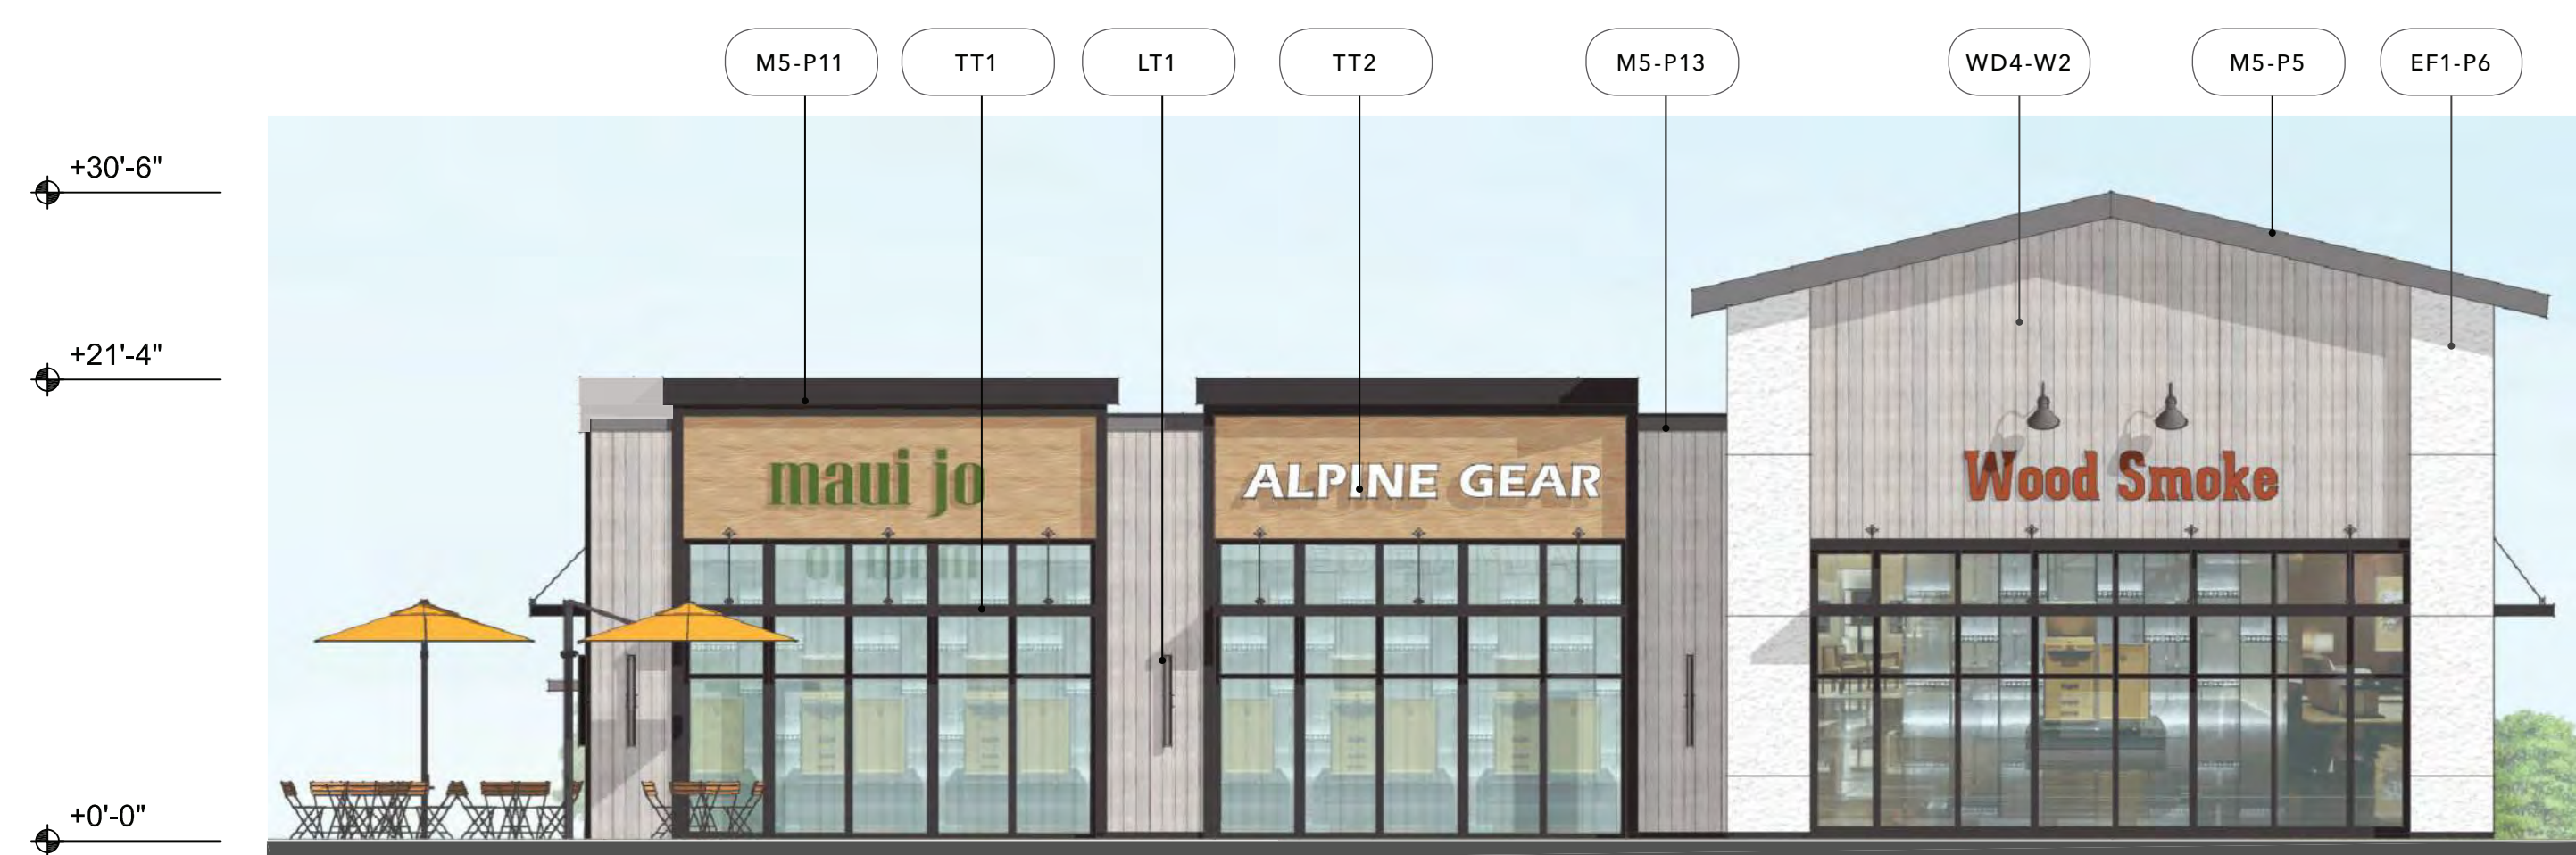 M5-P11
TT1
LT1
TT2
M5-P13
WD4-W2
M5-P5
EF1-P6
+30'-6"
+21'-4"
maui jo
ALPINE GEAR
Wood Smoke
+0'-0"